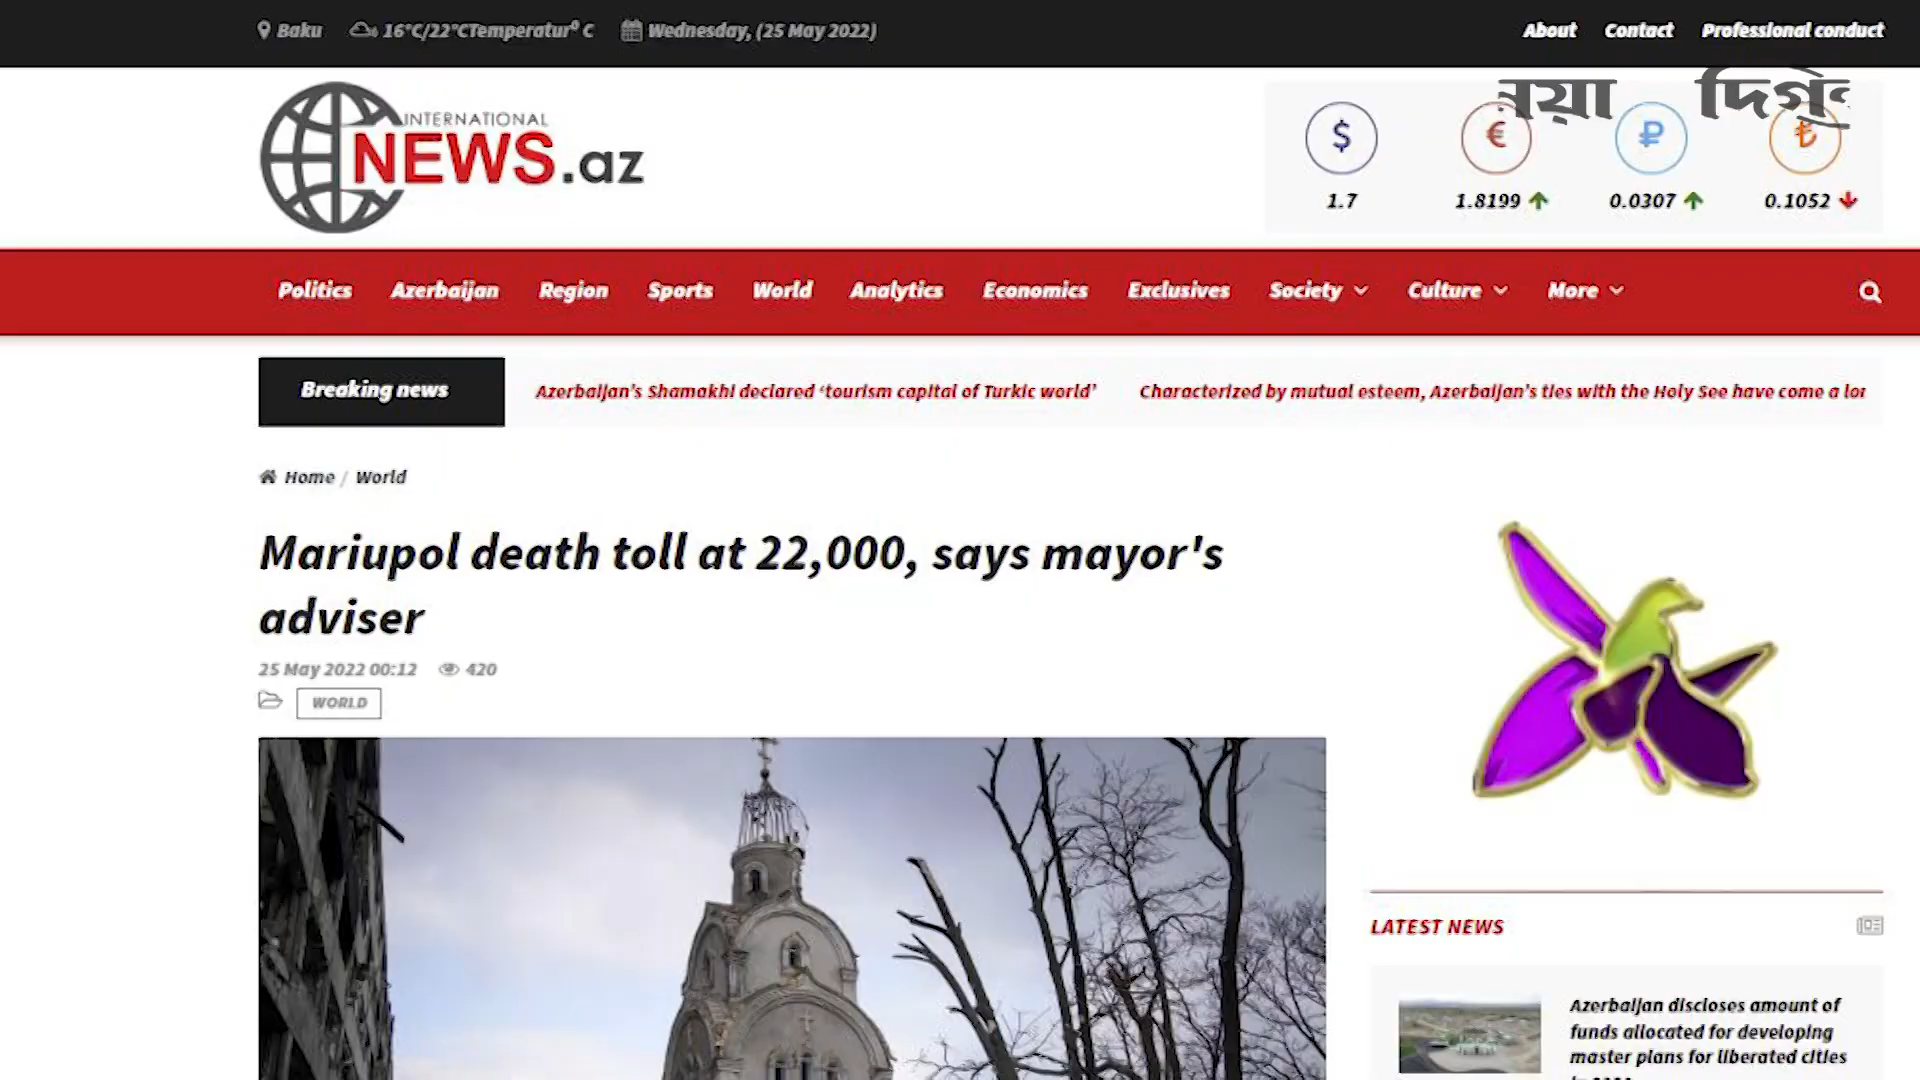 Baku 16°C/22°CTemperatur⁰ C Wednesday, (25 May 2022)
About Contact Professional conduct
নয়া দিগন্ত
INTERNATIONAL
NEWS.az
$ € ₽ ₺
1.7 1.8199 0.0307 0.1052
Politics Azerbaijan Region Sports World Analytics Economics Exclusives Society Culture More
Breaking news
Azerbaijan's Shamakhi declared ‘tourism capital of Turkic world’ Characterized by mutual esteem, Azerbaijan's ties with the Holy See have come a lon
Home / World
Mariupol death toll at 22,000, says mayor's
adviser
25 May 2022 00:12 420
WORLD
LATEST NEWS
Azerbaijan discloses amount of
funds allocated for developing
master plans for liberated cities